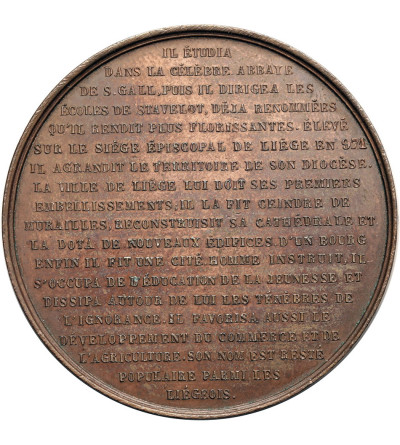 IL ÉTUDIA
DANS LA CÉLÈBRE ABBAYE
DE S. GALL, PUIS IL DIRIGEA LES
ÉCOLES DE STAVELOT, DÉJA RENOMMÉES
QU'IL RENDIT PLUS FLORISSANTES. ÉLEVÉ
SUR LE SIÉGE ÉPISCOPAL DE LIÉGE EN 971
IL AGRANDIT LE TERRITOIRE DE SON DIOCÈSE.
LA VILLE DE LIÉGE LUI DOIT SES PREMIERS
EMBELLISSEMENTS, IL LA FIT CEINDRE DE
MURAILLES, RECONSTRUISIT SA CATHÉDRALE ET
LA DOTA DE NOUVEAUX EDIFICES. D'UN BOURG
ENFIN IL FIT UNE CITÉ. HOMME INSTRUIT, IL
S'OCCUPA DE L'ÉDUCATION DE LA JEUNESSE ET
DISSIPA AUTOUR DE LUI LES TÉNÈBRES DE
L'IGNORANCE. IL FAVORISA AUSSI LE
DEVELOPPEMENT DU COMMERCE ET DE
L'AGRICULTURE. SON NOM EST RESTÉ
POPULAIRE PARMI LES
LIÉGEOIS.